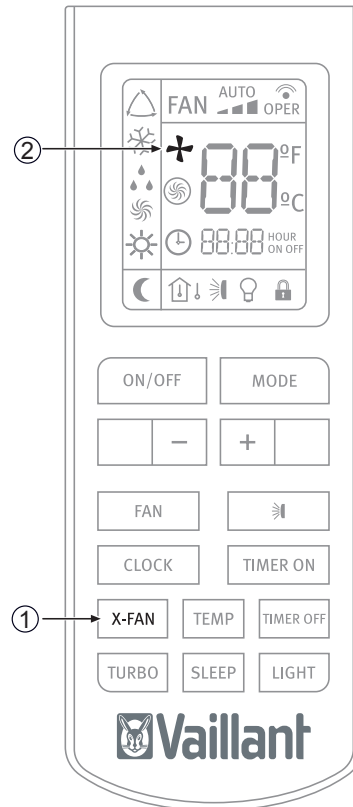 FAN AUTO OPER
2
88 ºF
ºC
88:88 HOUR
ON OFF
ON/OFF MODE
− +
FAN
CLOCK TIMER ON
1 X-FAN TEMP TIMER OFF
TURBO SLEEP LIGHT
Vaillant